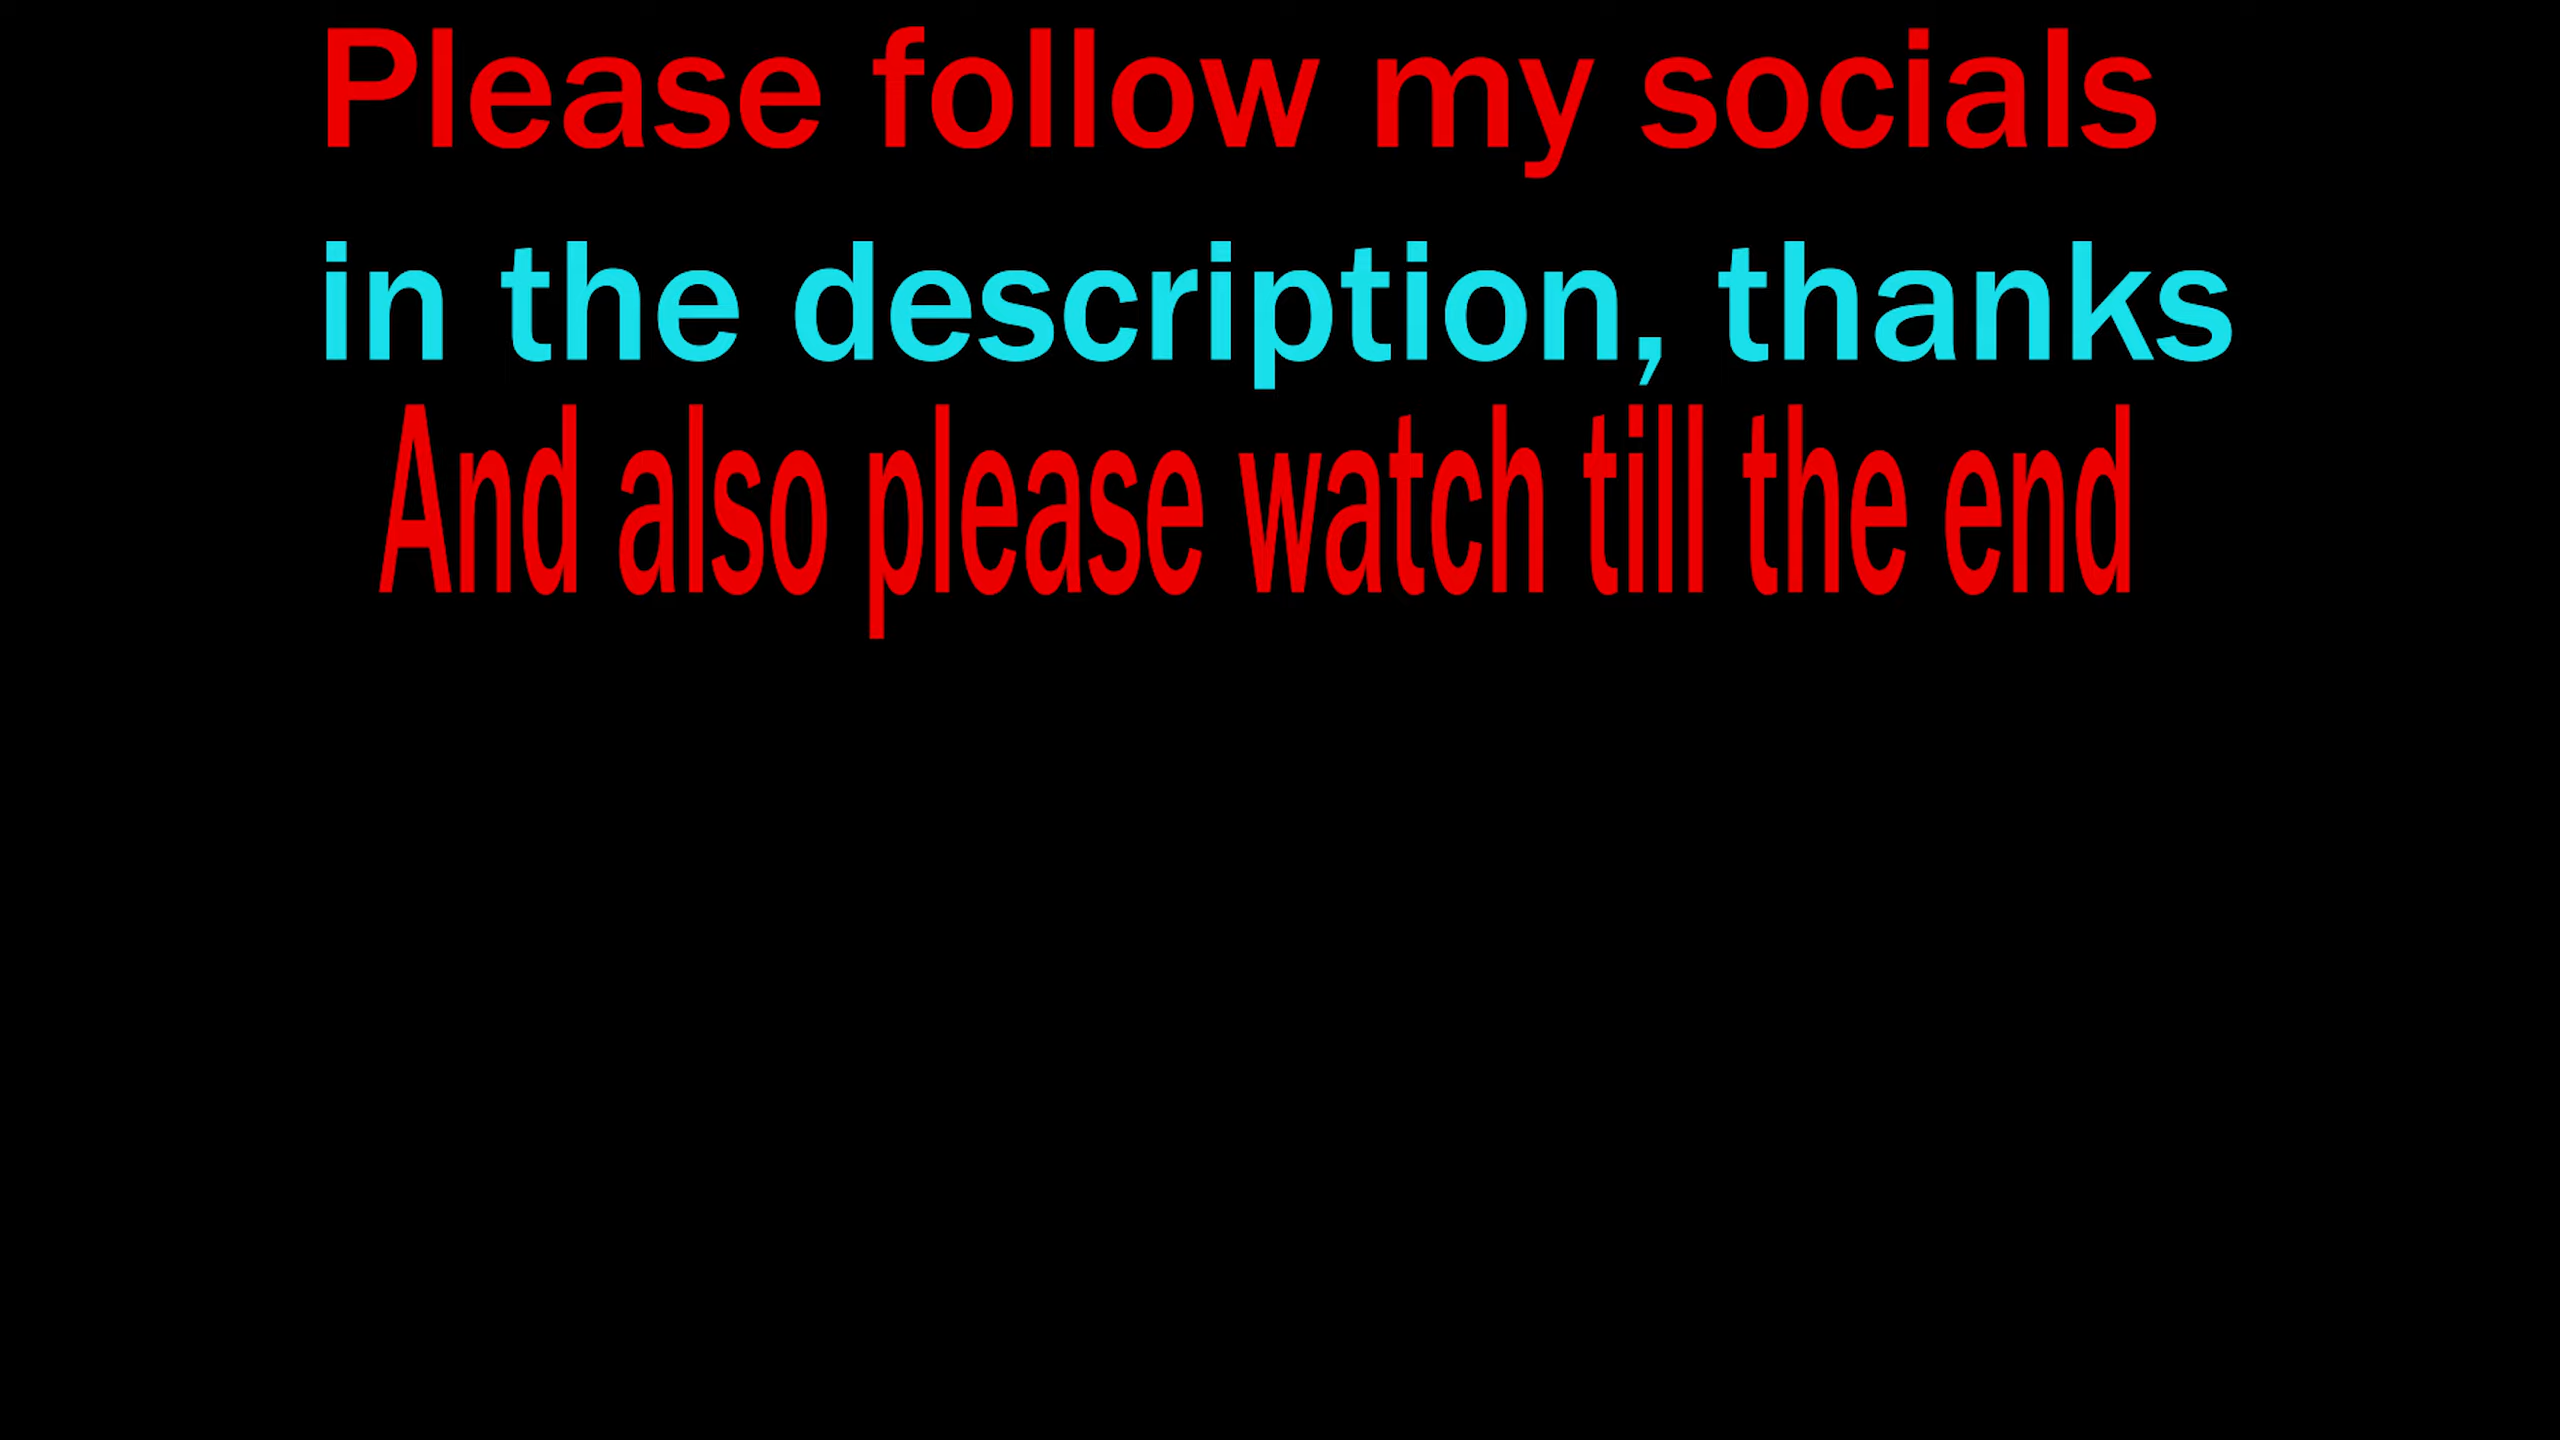 Please follow my socials
in the description, thanks
And also please watch till the end